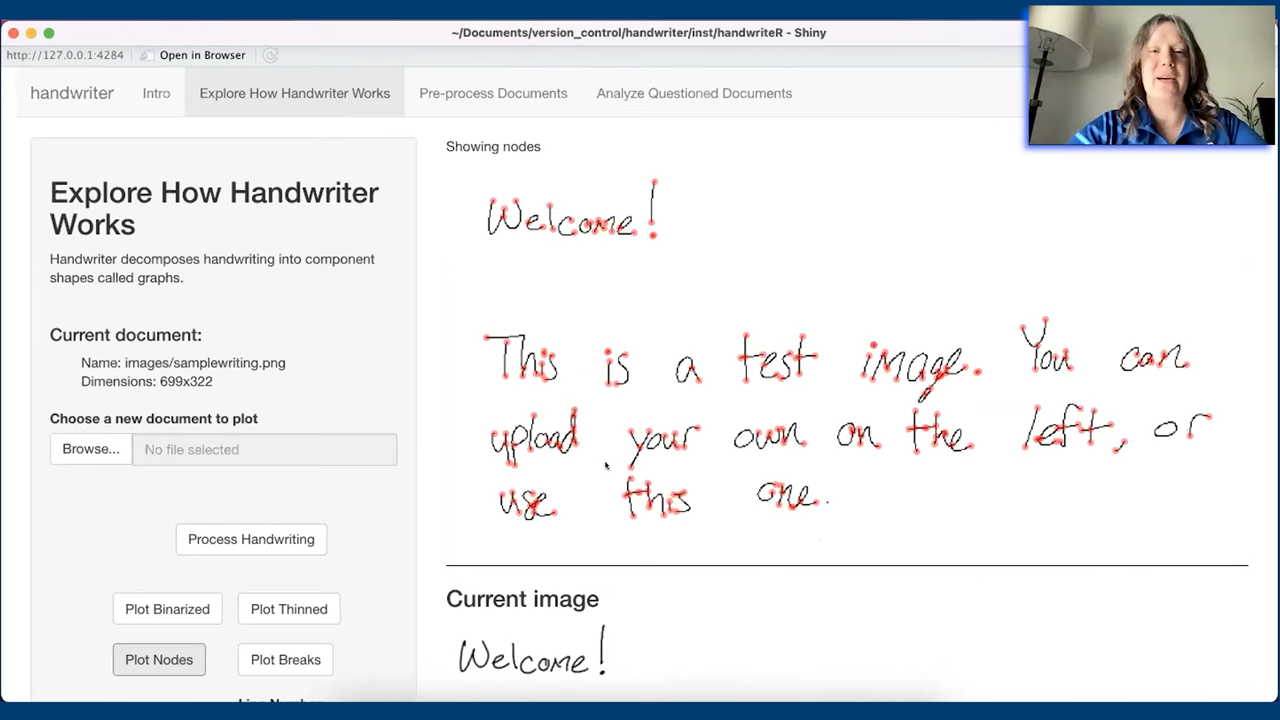 ~/Documents/version_control/handwriter/inst/handwriteR - Shiny
http://127.0.0.1:4284 Open in Browser
handwriter Intro Explore How Handwriter Works Pre-process Documents Analyze Questioned Documents
Explore How Handwriter
Works
Handwriter decomposes handwriting into component
shapes called graphs.
Current document:
Name: images/samplewriting.png
Dimensions: 699x322
Choose a new document to plot
Browse... No file selected
Process Handwriting
Plot Binarized Plot Thinned
Plot Nodes Plot Breaks
Showing nodes
Welcome!
This is a test image. You can
upload your own on the left, or
use this one.
Current image
Welcome!